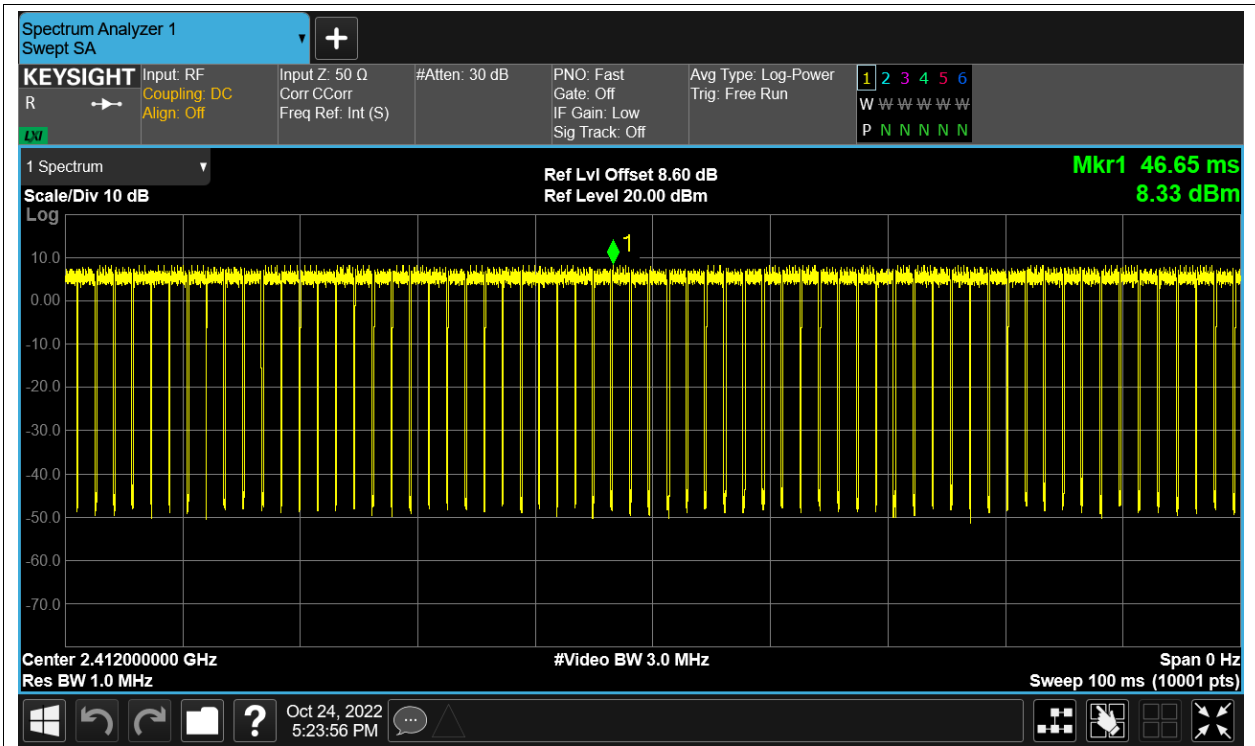 Spectrum Analyzer 1
Swept SA
KEYSIGHT
R
LXI
Input: RF
Coupling: DC
Align: Off
Input Z: 50 Ω
Corr CCorr
Freq Ref: Int (S)
#Atten: 30 dB
PNO: Fast
Gate: Off
IF Gain: Low
Sig Track: Off
Avg Type: Log-Power
Trig: Free Run
1 2 3 4 5 6
W W W W W W
P N N N N N
1 Spectrum
Scale/Div 10 dB
Ref Lvl Offset 8.60 dB
Ref Level 20.00 dBm
Mkr1 46.65 ms
8.33 dBm
Log
1
10.0
0.00
-10.0
-20.0
-30.0
-40.0
-50.0
-60.0
-70.0
Center 2.412000000 GHz
#Video BW 3.0 MHz
Span 0 Hz
Res BW 1.0 MHz
Sweep 100 ms (10001 pts)
?
Oct 24, 2022
5:23:56 PM